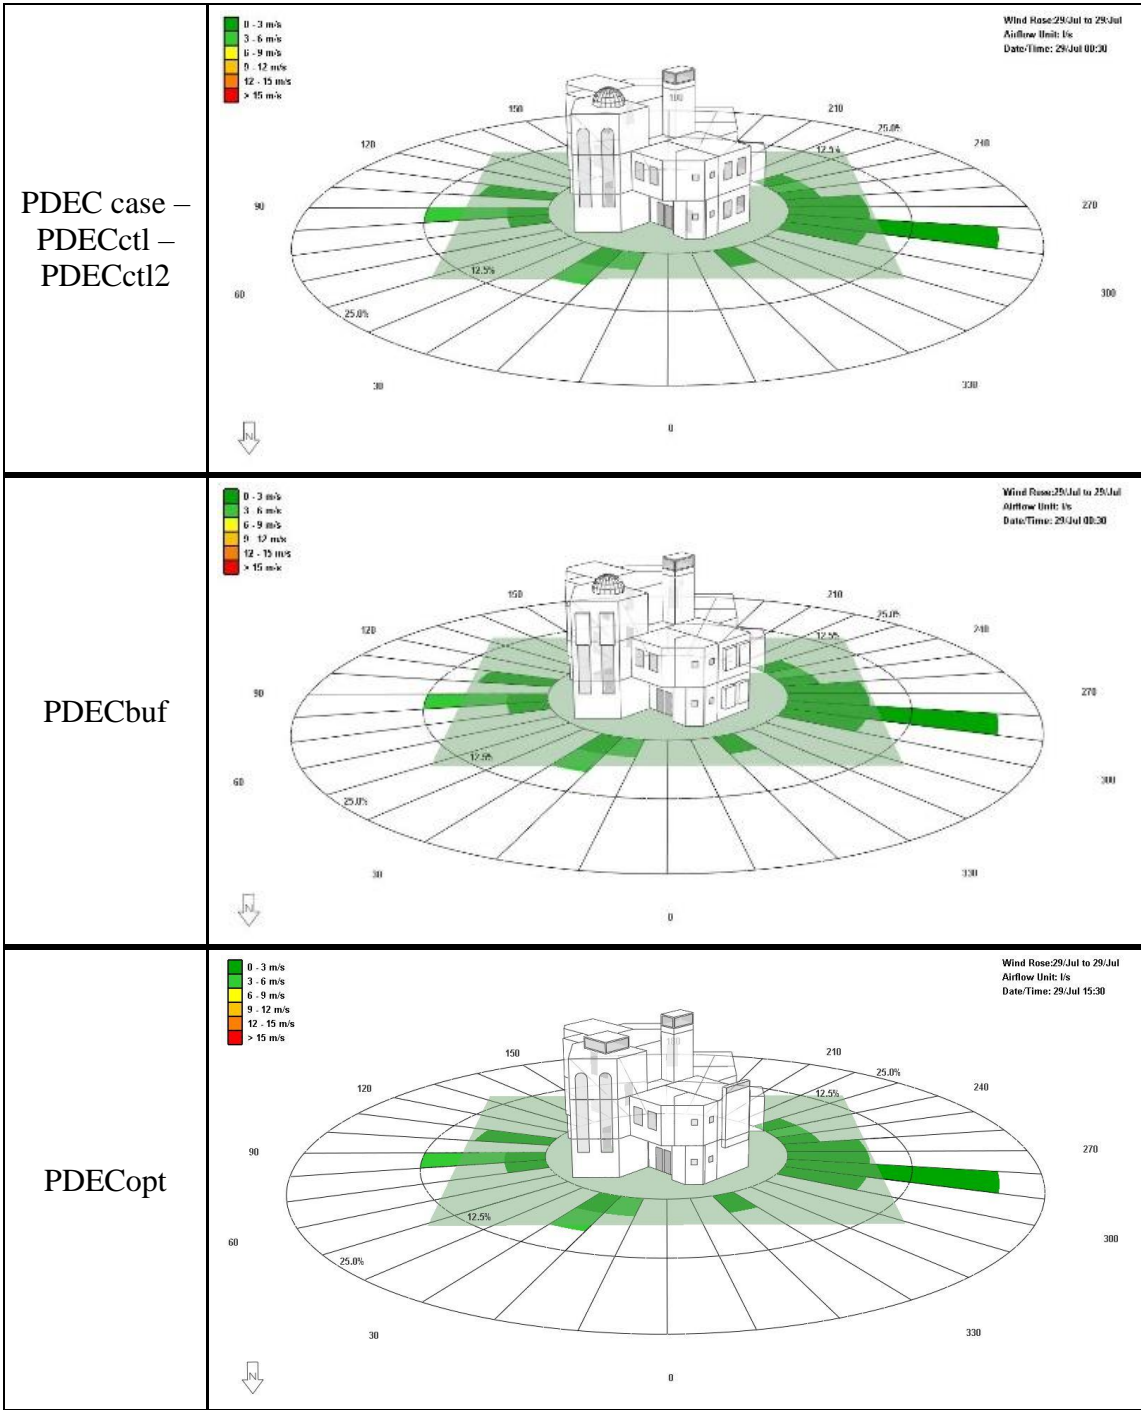 PDEC case –
PDECctl –
PDECctl2
0 - 3 m/s
3 - 6 m/s
6 - 9 m/s
9 - 12 m/s
12 - 15 m/s
> 15 m/s
Wind Rose:29/Jul to 29/Jul
Airflow Unit: l/s
Date/Time: 29/Jul 00:30
150
180
210
25.0%
120
12.5%
240
90
270
12.5%
60
300
25.0%
30
330
0
N
PDECbuf
0 - 3 m/s
3 - 6 m/s
6 - 9 m/s
9 - 12 m/s
12 - 15 m/s
> 15 m/s
Wind Rose:29/Jul to 29/Jul
Airflow Unit: l/s
Date/Time: 29/Jul 00:30
150
210
25.0%
120
12.5%
240
90
270
12.5%
60
300
25.0%
30
330
0
N
PDECopt
0 - 3 m/s
3 - 6 m/s
6 - 9 m/s
9 - 12 m/s
12 - 15 m/s
> 15 m/s
Wind Rose:29/Jul to 29/Jul
Airflow Unit: l/s
Date/Time: 29/Jul 15:30
150
180
210
25.0%
120
12.5%
240
90
270
12.5%
60
300
25.0%
30
330
0
N